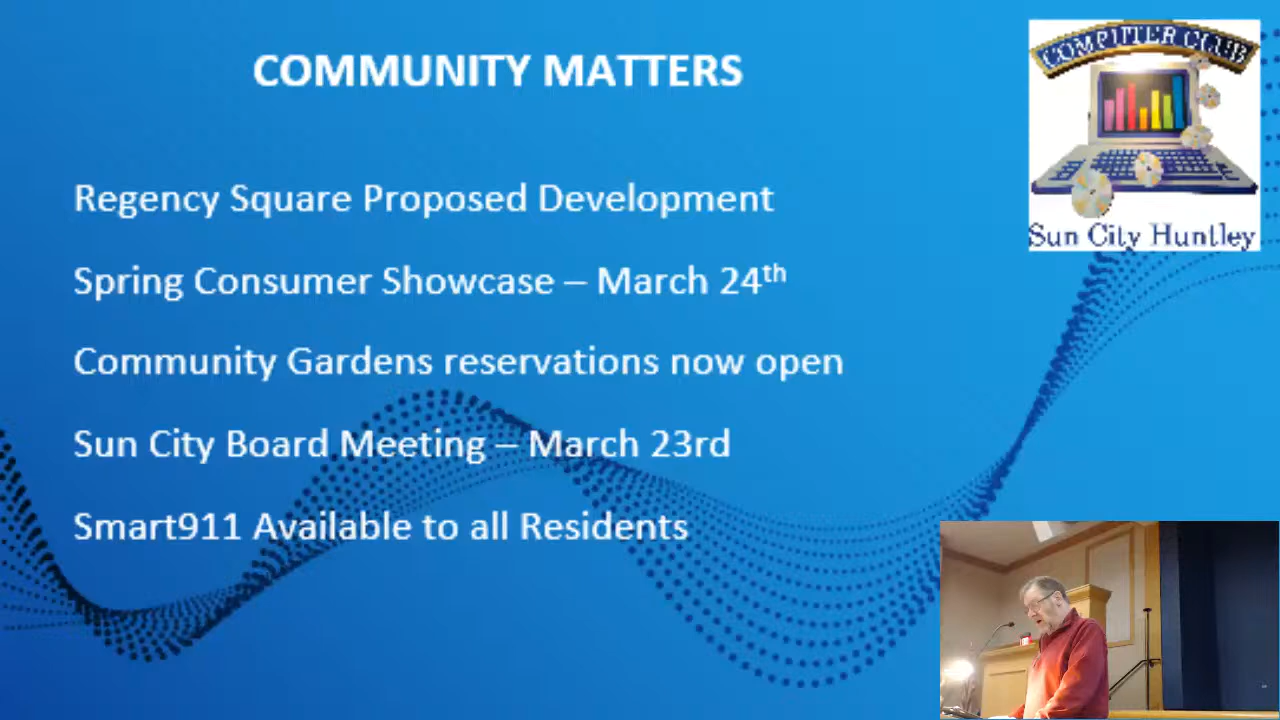 COMMUNITY MATTERS
COMPUTER CLUB
Sun City Huntley
Regency Square Proposed Development
Spring Consumer Showcase – March 24th
Community Gardens reservations now open
Sun City Board Meeting – March 23rd
Smart911 Available to all Residents